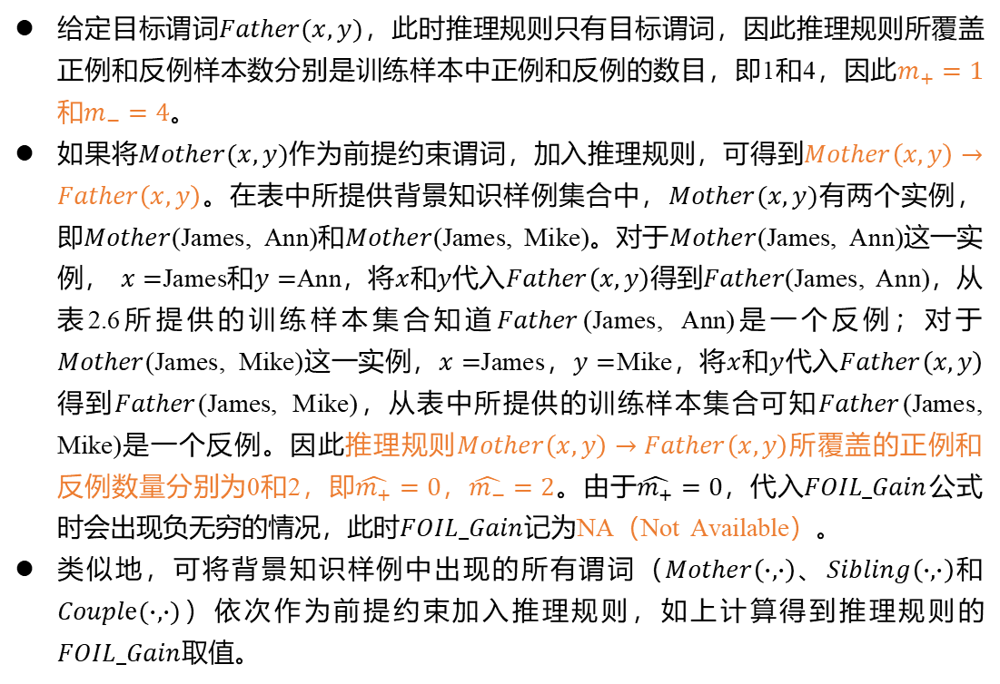 ● 给定目标谓词Father(x, y)，此时推理规则只有目标谓词，因此推理规则所覆盖
正例和反例样本数分别是训练样本中正例和反例的数目，即1和4，因此m₊ = 1
和m₋ = 4。
● 如果将Mother(x, y)作为前提约束谓词，加入推理规则，可得到Mother(x, y) →
Father(x, y)。在表中所提供背景知识样例集合中，Mother(x, y)有两个实例，
即Mother(James, Ann)和Mother(James, Mike)。对于Mother(James, Ann)这一实
例， x =James和y =Ann，将x和y代入Father(x, y)得到Father(James, Ann)，从
表2.6所提供的训练样本集合知道Father (James, Ann)是一个反例；对于
Mother(James, Mike)这一实例，x =James，y =Mike，将x和y代入Father(x, y)
得到Father(James, Mike)，从表中所提供的训练样本集合可知Father (James,
Mike)是一个反例。因此推理规则Mother(x, y) → Father(x, y)所覆盖的正例和
反例数量分别为0和2，即m̂₊ = 0，m̂₋ = 2。由于m̂₊ = 0，代入FOIL_Gain公式
时会出现负无穷的情况，此时FOIL_Gain记为NA（Not Available）。
● 类似地，可将背景知识样例中出现的所有谓词（Mother(·,·)、Sibling(·,·)和
Couple(·,·)）依次作为前提约束加入推理规则，如上计算得到推理规则的
FOIL_Gain取值。